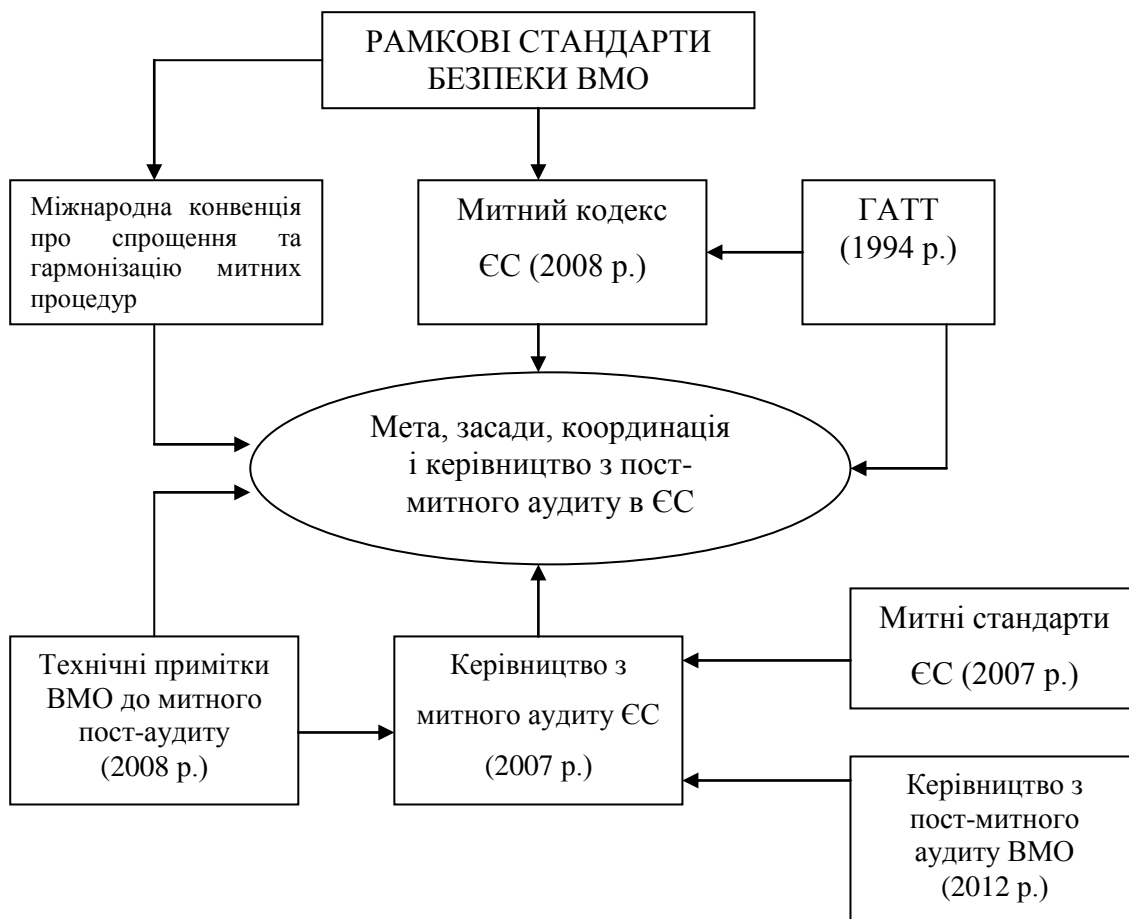 РАМКОВІ СТАНДАРТИ
БЕЗПЕКИ ВМО
Міжнародна конвенція
про спрощення та
гармонізацію митних
процедур
Митний кодекс
ЄС (2008 р.)
ГАТТ
(1994 р.)
Мета, засади, координація
і керівництво з пост-
митного аудиту в ЄС
Технічні примітки
ВМО до митного
пост-аудиту
(2008 р.)
Керівництво з
митного аудиту ЄС
(2007 р.)
Митні стандарти
ЄС (2007 р.)
Керівництво з
пост-митного
аудиту ВМО
(2012 р.)